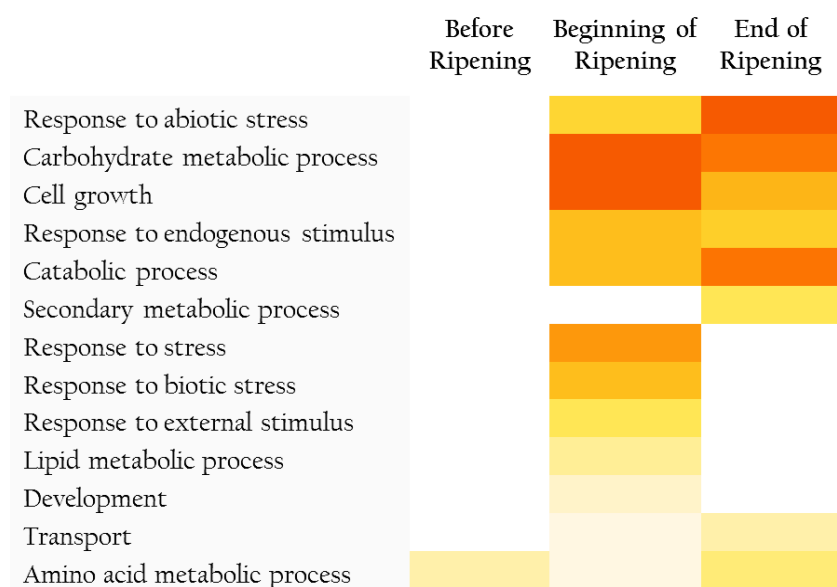 Before Ripening
Beginning of Ripening
End of Ripening
Response to abiotic stress
Carbohydrate metabolic process
Cell growth
Response to endogenous stimulus
Catabolic process
Secondary metabolic process
Response to stress
Response to biotic stress
Response to external stimulus
Lipid metabolic process
Development
Transport
Amino acid metabolic process